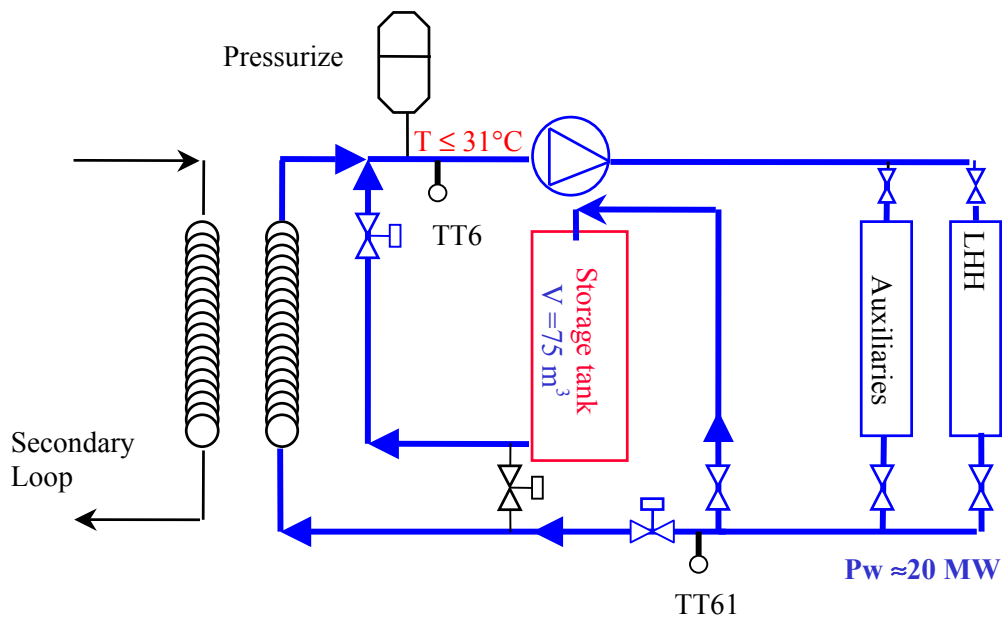 Pressurize
T ≤ 31°C
TT6
Storage tank
V =75 m³
Auxiliaries
LHH
Secondary
Loop
Pw ≈20 MW
TT61